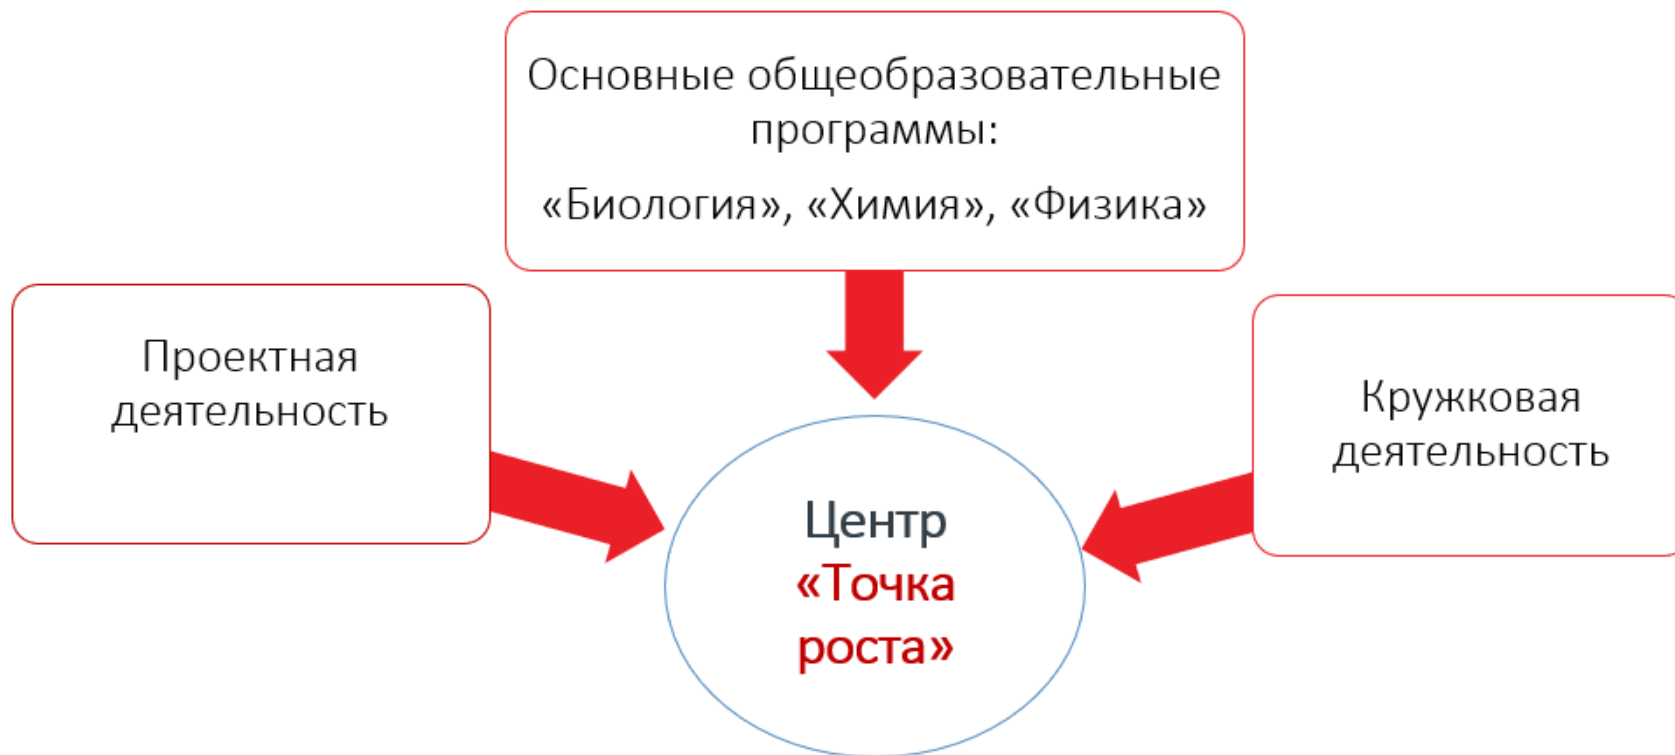 Основные общеобразовательные
программы:
«Биология», «Химия», «Физика»
Проектная
деятельность
Кружковая
деятельность
Центр
«Точка
роста»